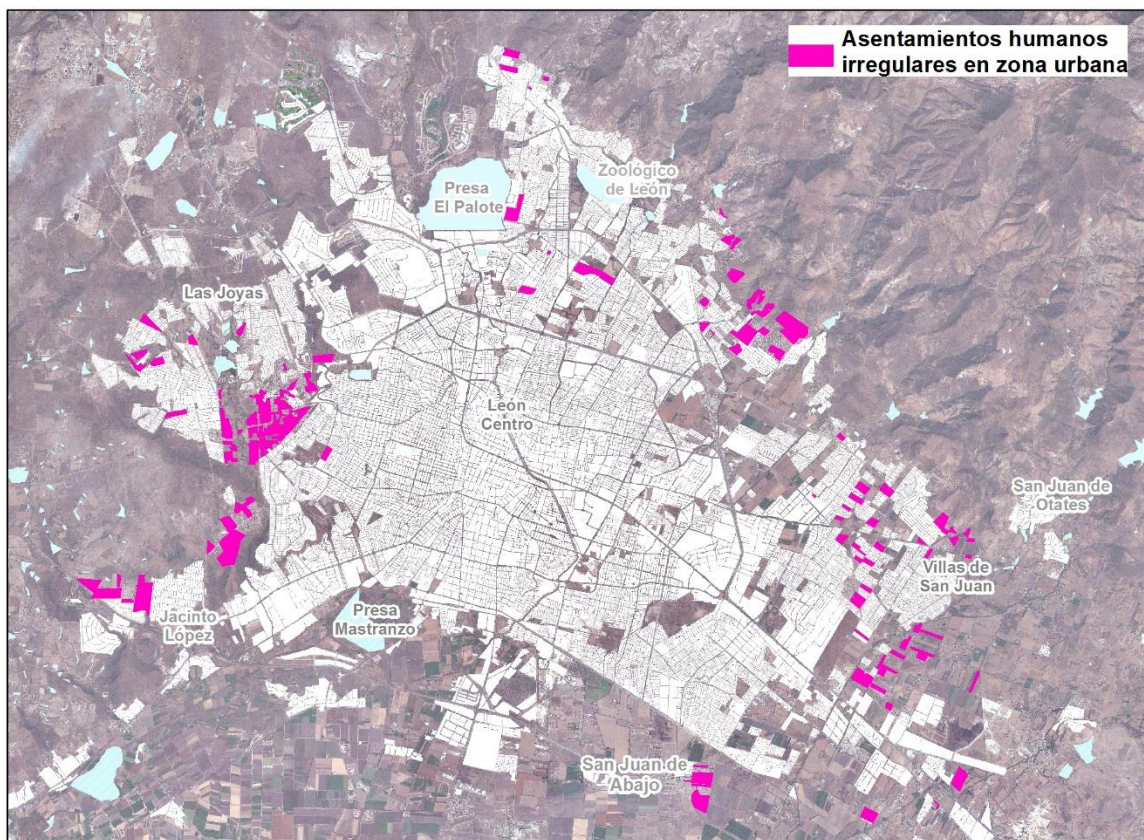 Asentamientos humanos
irregulares en zona urbana
Zoológico
de León
Presa
El Palote
Las Joyas
León
Centro
San Juan de
Otates
Villas de
San Juan
Jacinto
López
Presa
Mastranzo
San Juan de
Abajo